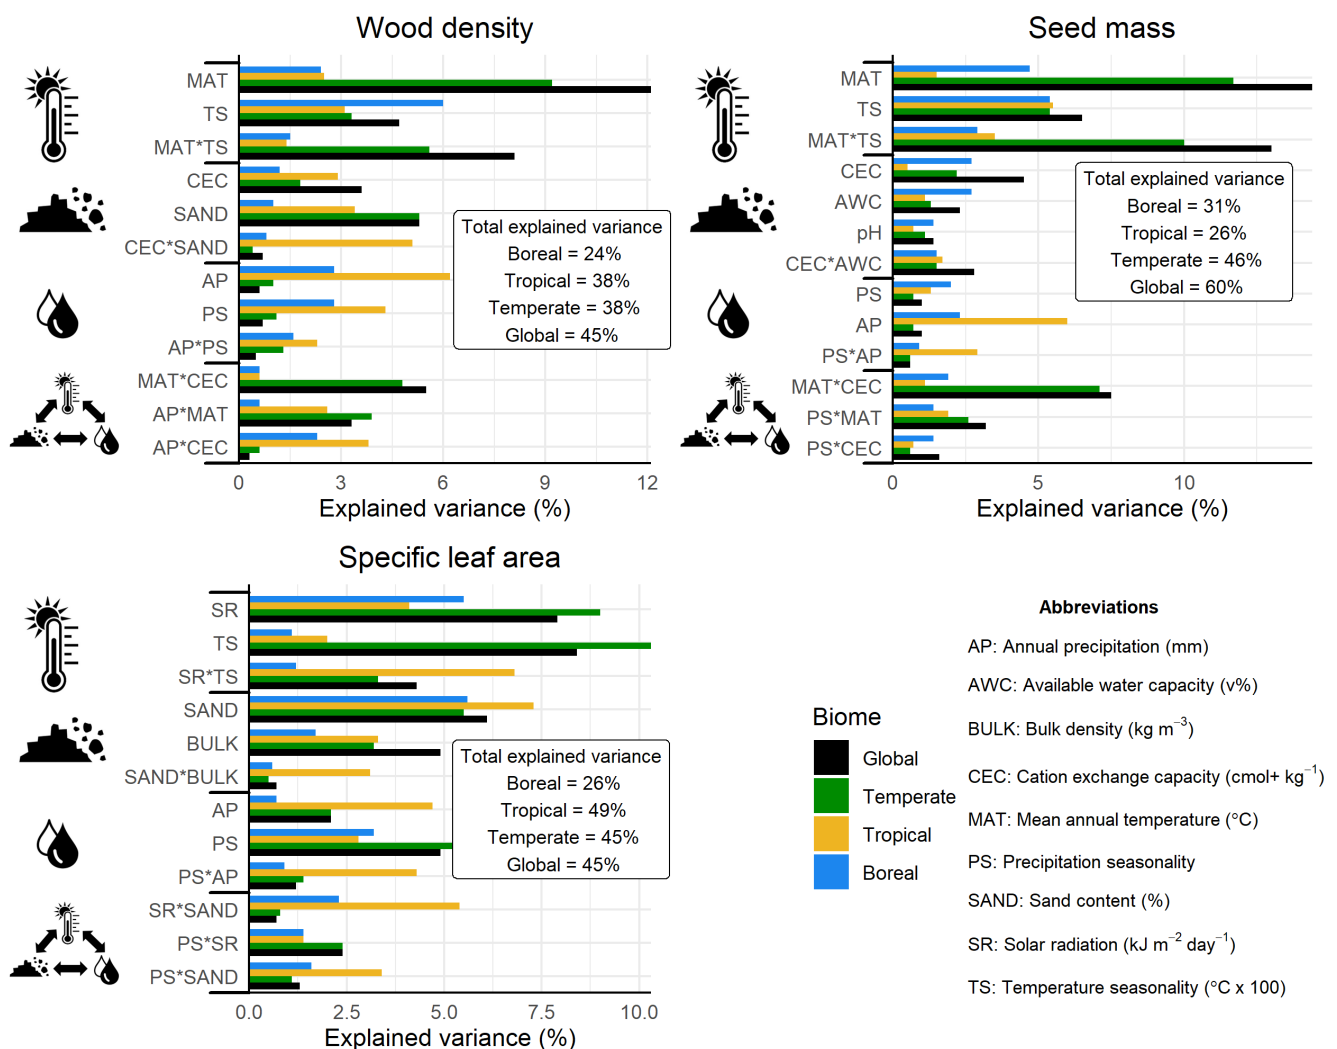 Wood density
MAT
TS
MAT*TS
CEC
SAND
CEC*SAND
AP
PS
AP*PS
MAT*CEC
AP*MAT
AP*CEC
Total explained variance
Boreal = 24%
Tropical = 38%
Temperate = 38%
Global = 45%
0 3 6 9 12
Explained variance (%)
Seed mass
MAT
TS
MAT*TS
CEC
AWC
pH
CEC*AWC
PS
AP
PS*AP
MAT*CEC
PS*MAT
PS*CEC
Total explained variance
Boreal = 31%
Tropical = 26%
Temperate = 46%
Global = 60%
0 5 10
Explained variance (%)
Specific leaf area
SR
TS
SR*TS
SAND
BULK
SAND*BULK
AP
PS
PS*AP
SR*SAND
PS*SR
PS*SAND
Total explained variance
Boreal = 26%
Tropical = 49%
Temperate = 45%
Global = 45%
0.0 2.5 5.0 7.5 10.0
Explained variance (%)
Biome
Global
Temperate
Tropical
Boreal
Abbreviations
AP: Annual precipitation (mm)
AWC: Available water capacity (v%)
BULK: Bulk density (kg m⁻³)
CEC: Cation exchange capacity (cmol+ kg⁻¹)
MAT: Mean annual temperature (°C)
PS: Precipitation seasonality
SAND: Sand content (%)
SR: Solar radiation (kJ m⁻² day⁻¹)
TS: Temperature seasonality (°C x 100)